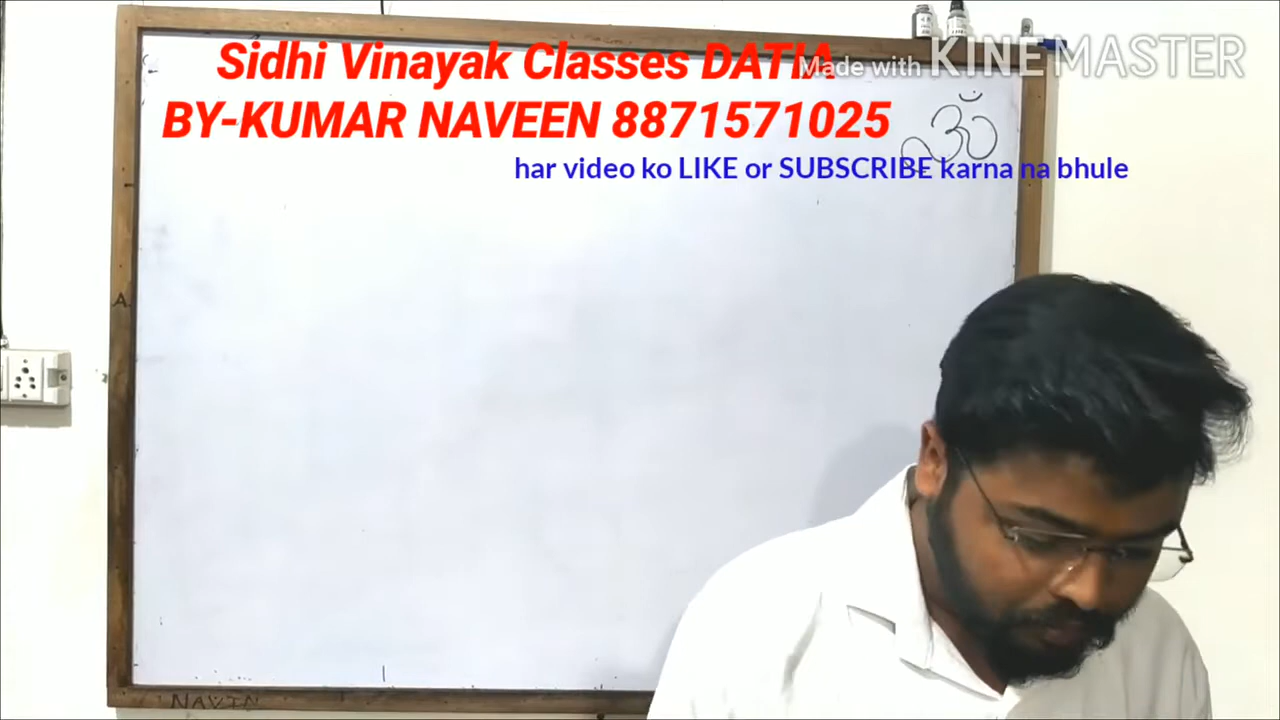 Sidhi Vinayak Classes DATIA
Made with KINEMASTER
BY-KUMAR NAVEEN 8871571025
ॐ
har video ko LIKE or SUBSCRIBE karna na bhule
A
NAVIN